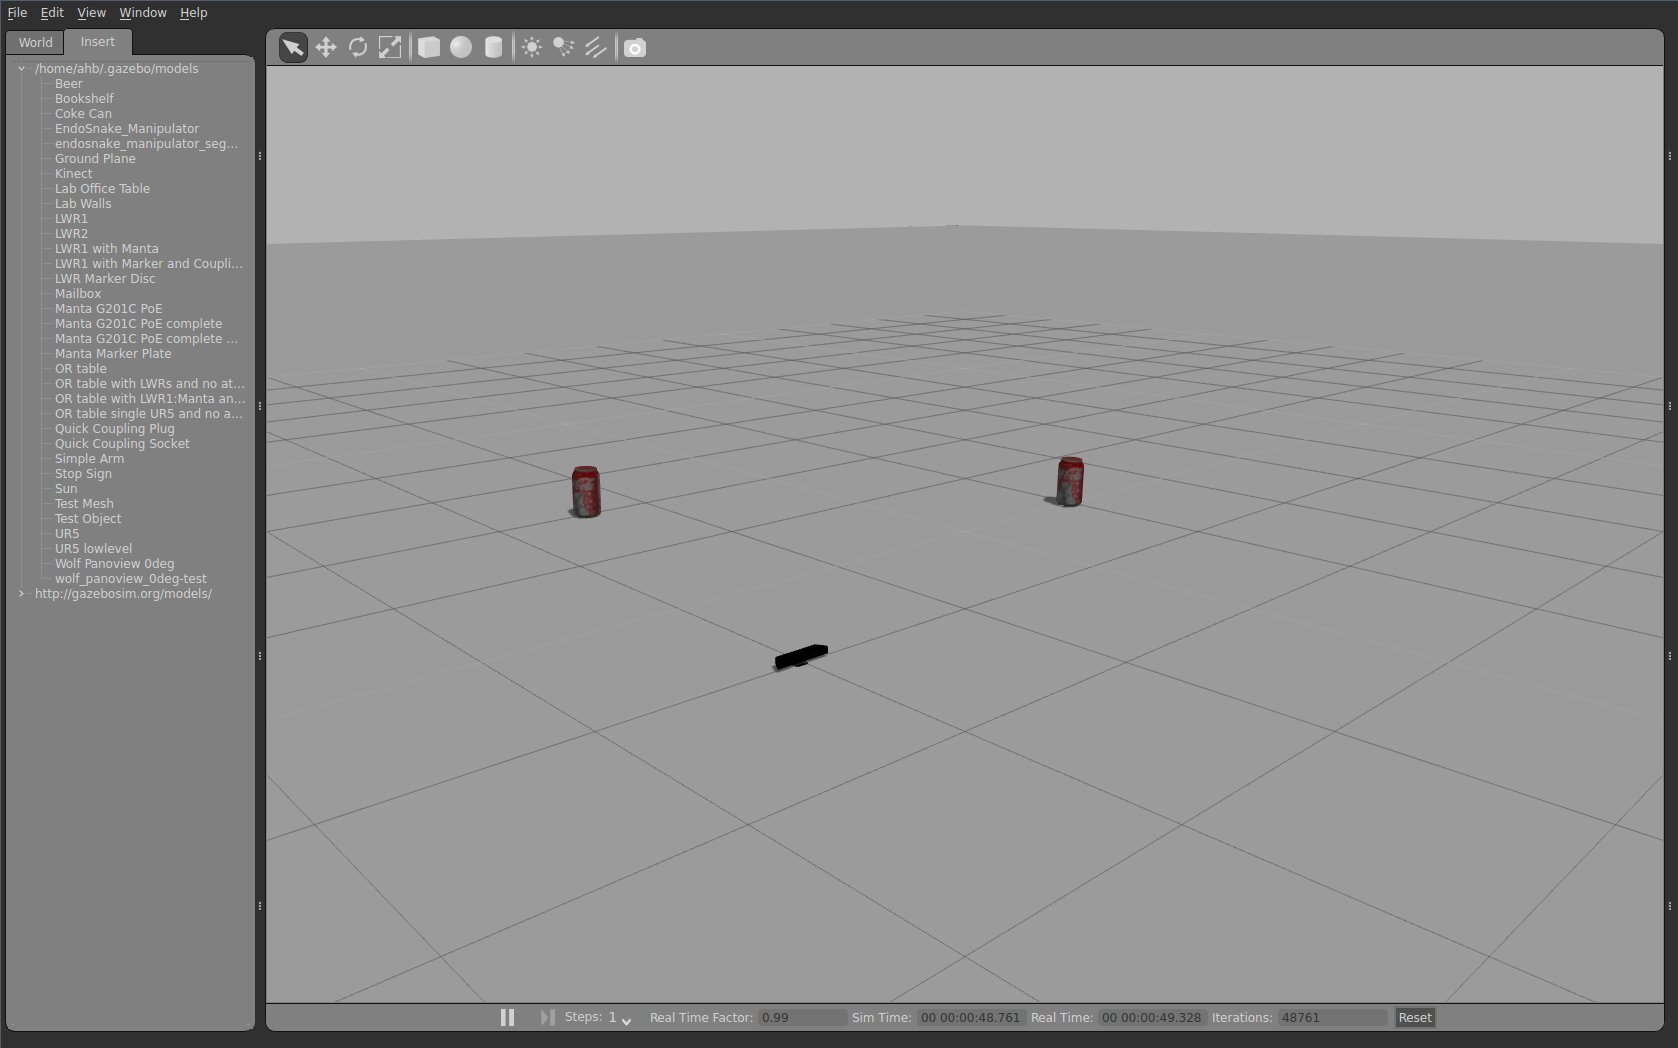 File Edit View Window Help
World Insert
/home/ahb/.gazebo/models
Beer
Bookshelf
Coke Can
EndoSnake_Manipulator
endosnake_manipulator_seg...
Ground Plane
Kinect
Lab Office Table
Lab Walls
LWR1
LWR2
LWR1 with Manta
LWR1 with Marker and Coupli...
LWR Marker Disc
Mailbox
Manta G201C PoE
Manta G201C PoE complete
Manta G201C PoE complete ...
Manta Marker Plate
OR table
OR table with LWRs and no at...
OR table with LWR1:Manta an...
OR table single UR5 and no a...
Quick Coupling Plug
Quick Coupling Socket
Simple Arm
Stop Sign
Sun
Test Mesh
Test Object
UR5
UR5 lowlevel
Wolf Panoview 0deg
wolf_panoview_0deg-test
http://gazebosim.org/models/
Steps: 1 Real Time Factor: 0.99 Sim Time: 00 00:00:48.761 Real Time: 00 00:00:49.328 Iterations: 48761 Reset